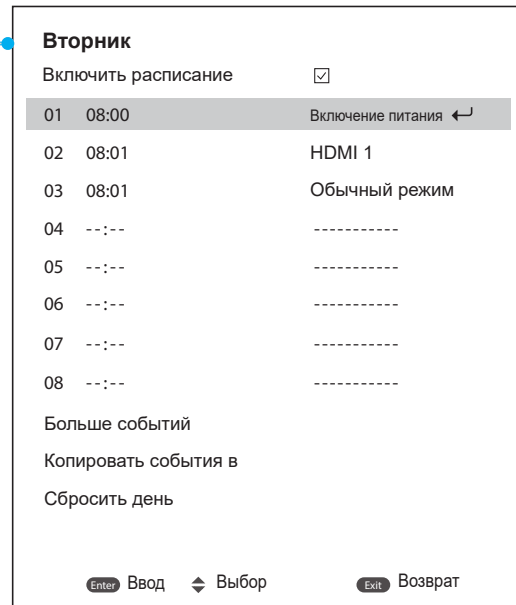 Вторник
Включить расписание
01 08:00 Включение питания
02 08:01 HDMI 1
03 08:01 Обычный режим
04 --:-- -----------
05 --:-- -----------
06 --:-- -----------
07 --:-- -----------
08 --:-- -----------
Больше событий
Копировать события в
Сбросить день
Enter Ввод Выбор Exit Возврат